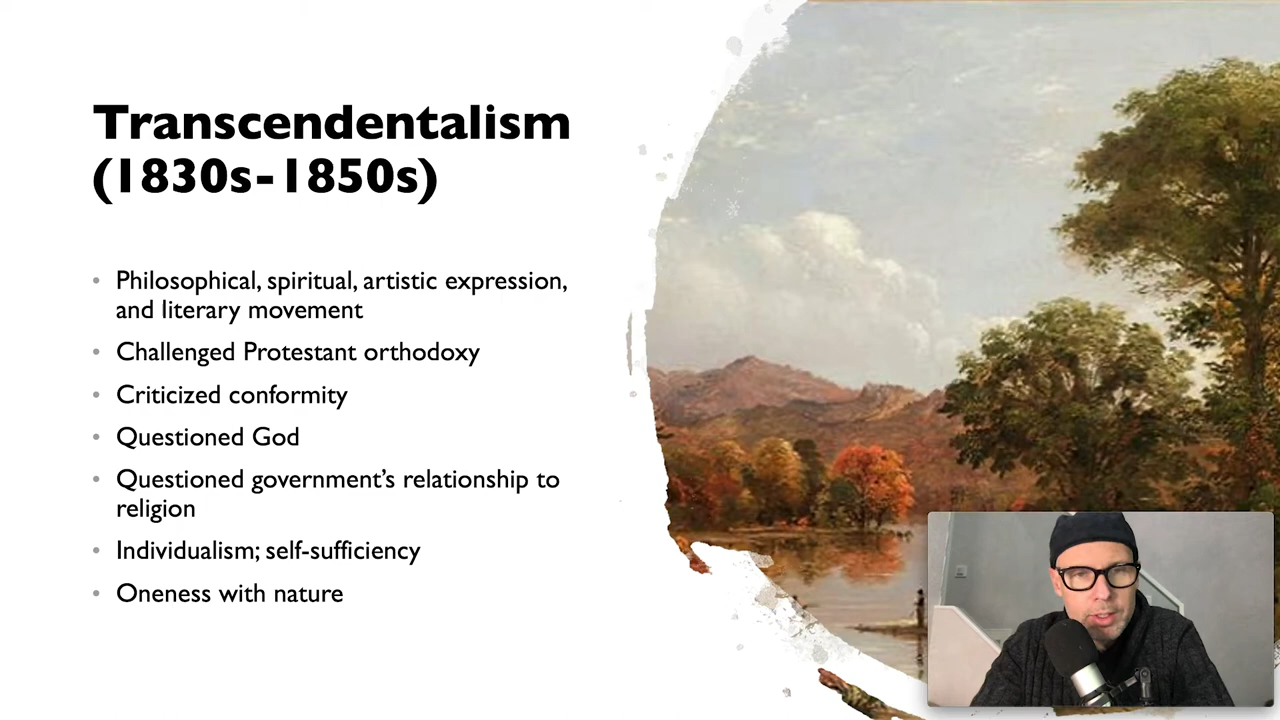 Transcendentalism
(1830s-1850s)
• Philosophical, spiritual, artistic expression,
and literary movement
• Challenged Protestant orthodoxy
• Criticized conformity
• Questioned God
• Questioned government’s relationship to
religion
• Individualism; self-sufficiency
• Oneness with nature